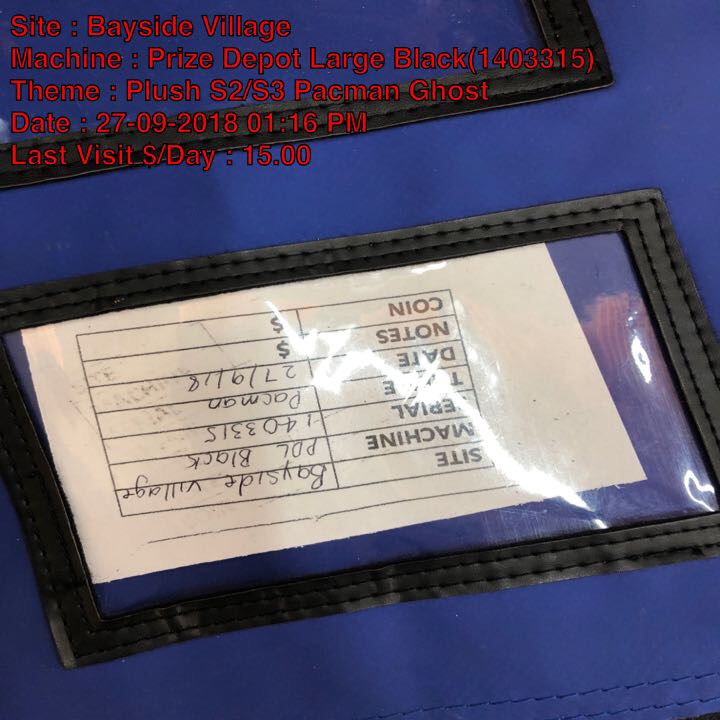 Site : Bayside Village
Machine : Prize Depot Large Black(1403315)
Theme : Plush S2/S3 Pacman Ghost
Date : 27-09-2018 01:16 PM
Last Visit $/Day : 15.00
SITE Bayside Village
MACHINE PDL Black
SERIAL 1403315
TITLE Pacman
DATE 27/9/18
NOTES $
COIN $